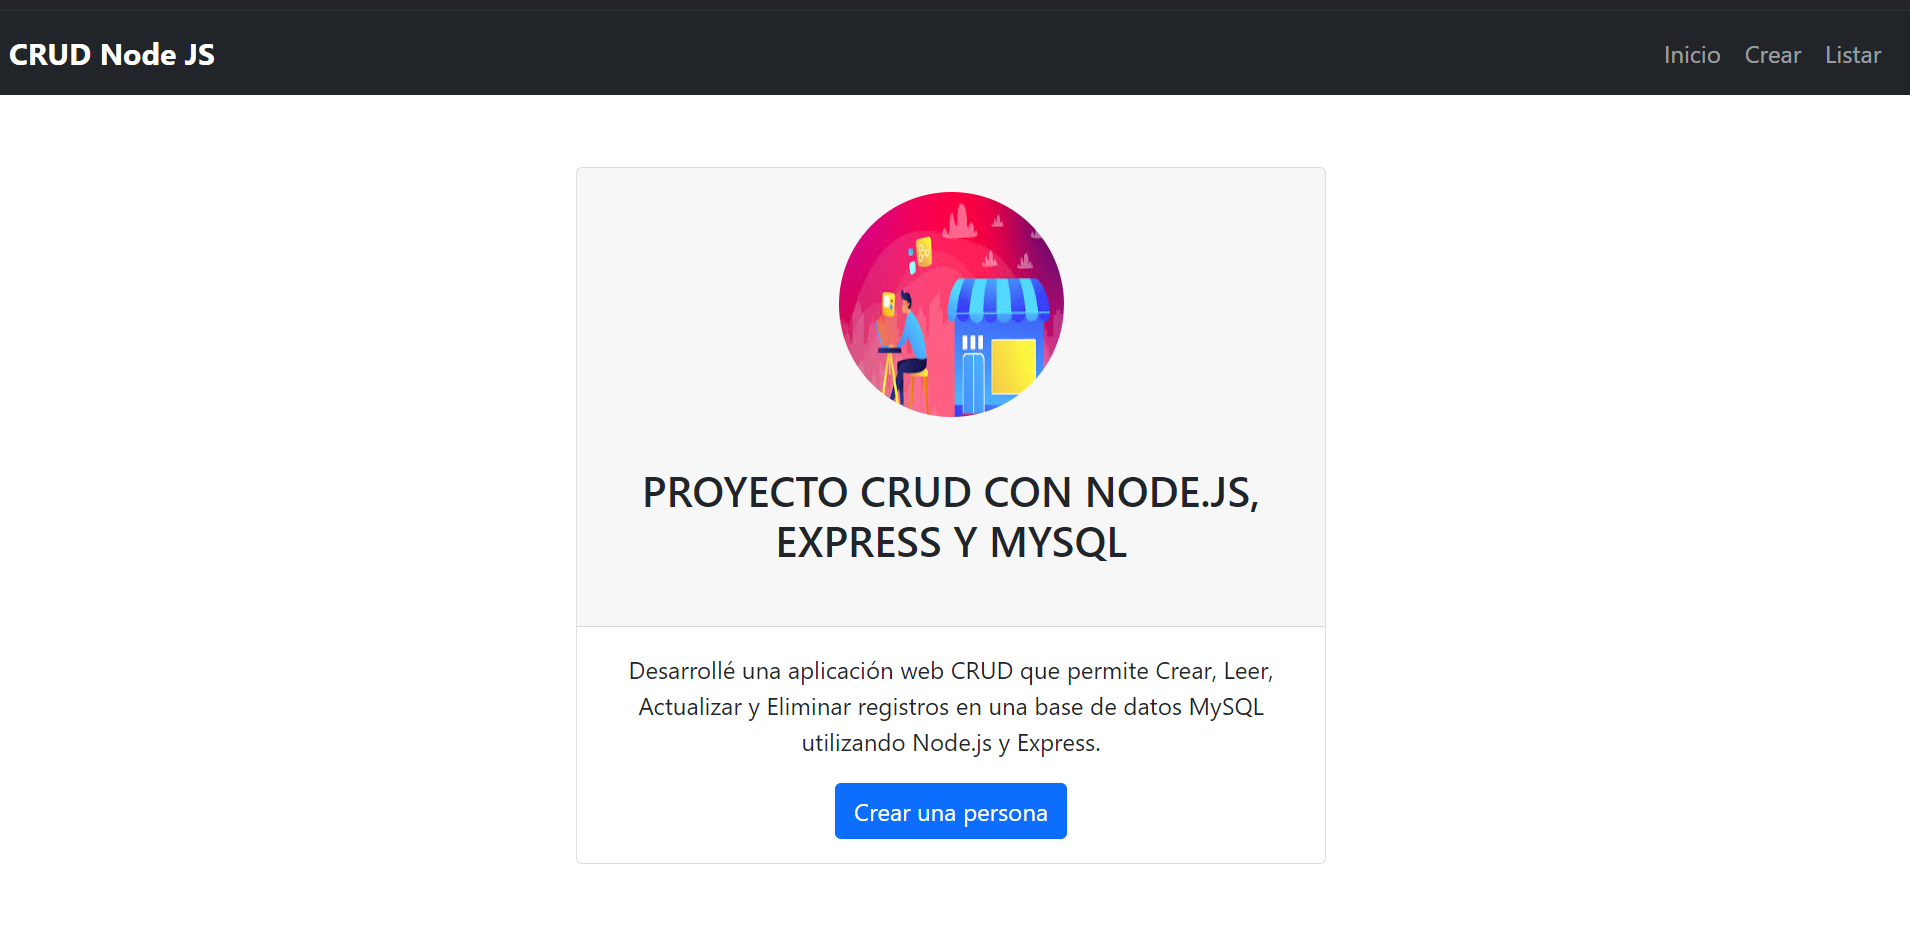 CRUD Node JS
Inicio Crear Listar
PROYECTO CRUD CON NODE.JS,
EXPRESS Y MYSQL
Desarrollé una aplicación web CRUD que permite Crear, Leer,
Actualizar y Eliminar registros en una base de datos MySQL
utilizando Node.js y Express.
Crear una persona